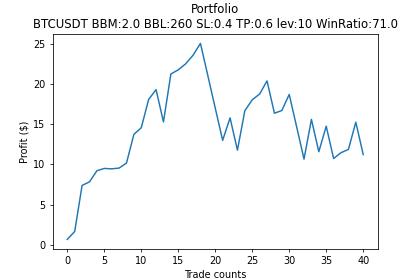 Portfolio
BTCUSDT BBM:2.0 BBL:260 SL:0.4 TP:0.6 lev:10 WinRatio:71.0
25
20
15
10
5
0
Profit ($)
0 5 10 15 20 25 30 35 40
Trade counts